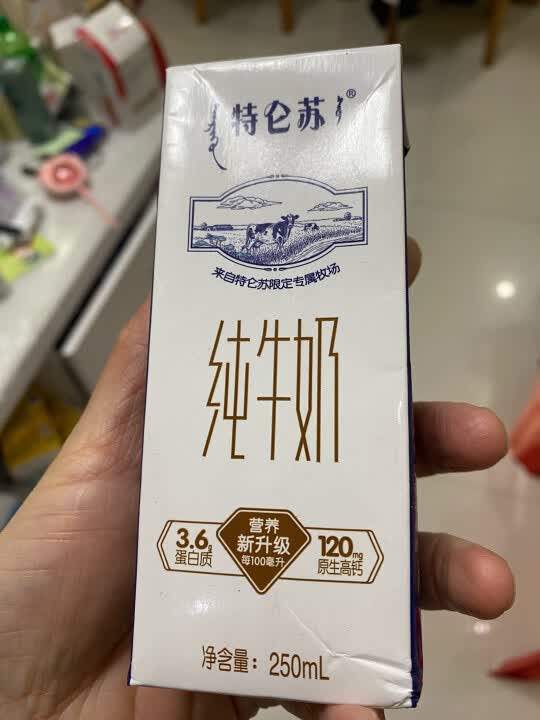 特仑苏®
来自特仑苏限定专属牧场
纯牛奶
营养
新升级
每100毫升
3.6g
蛋白质
120mg
原生高钙
净含量：250mL